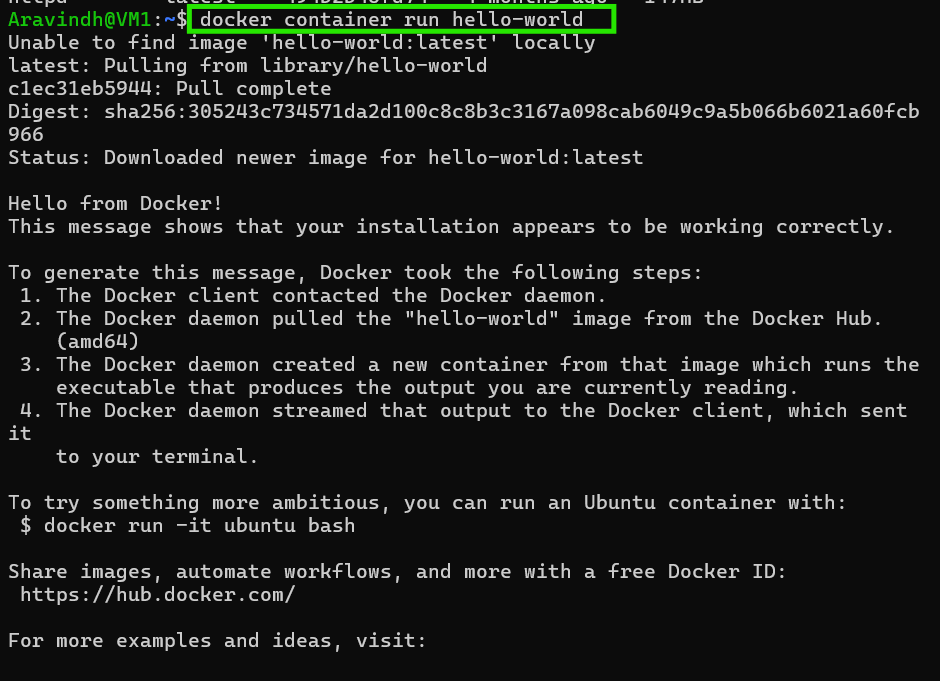 Aravindh@VM1:~$ docker container run hello-world
Unable to find image 'hello-world:latest' locally
latest: Pulling from library/hello-world
c1ec31eb5944: Pull complete
Digest: sha256:305243c734571da2d100c8c8b3c3167a098cab6049c9a5b066b6021a60fcb
966
Status: Downloaded newer image for hello-world:latest
Hello from Docker!
This message shows that your installation appears to be working correctly.
To generate this message, Docker took the following steps:
1. The Docker client contacted the Docker daemon.
2. The Docker daemon pulled the "hello-world" image from the Docker Hub.
(amd64)
3. The Docker daemon created a new container from that image which runs the
executable that produces the output you are currently reading.
4. The Docker daemon streamed that output to the Docker client, which sent
it
to your terminal.
To try something more ambitious, you can run an Ubuntu container with:
$ docker run -it ubuntu bash
Share images, automate workflows, and more with a free Docker ID:
https://hub.docker.com/
For more examples and ideas, visit: